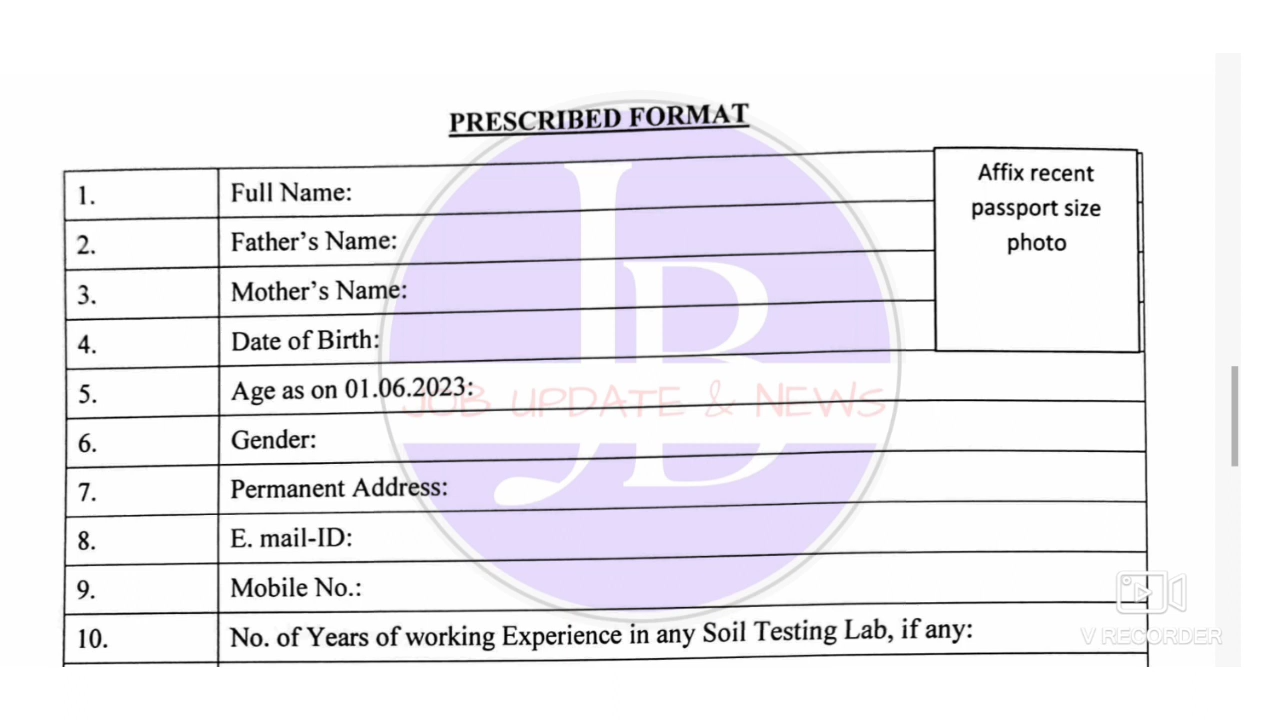 PRESCRIBED FORMAT
Affix recent
passport size
photo
1. Full Name:
2. Father's Name:
3. Mother's Name:
4. Date of Birth:
5. Age as on 01.06.2023:
JOB UPDATE & NEWS
6. Gender:
7. Permanent Address:
8. E. mail-ID:
9. Mobile No.:
10. No. of Years of working Experience in any Soil Testing Lab, if any:
V RECORDER
JB